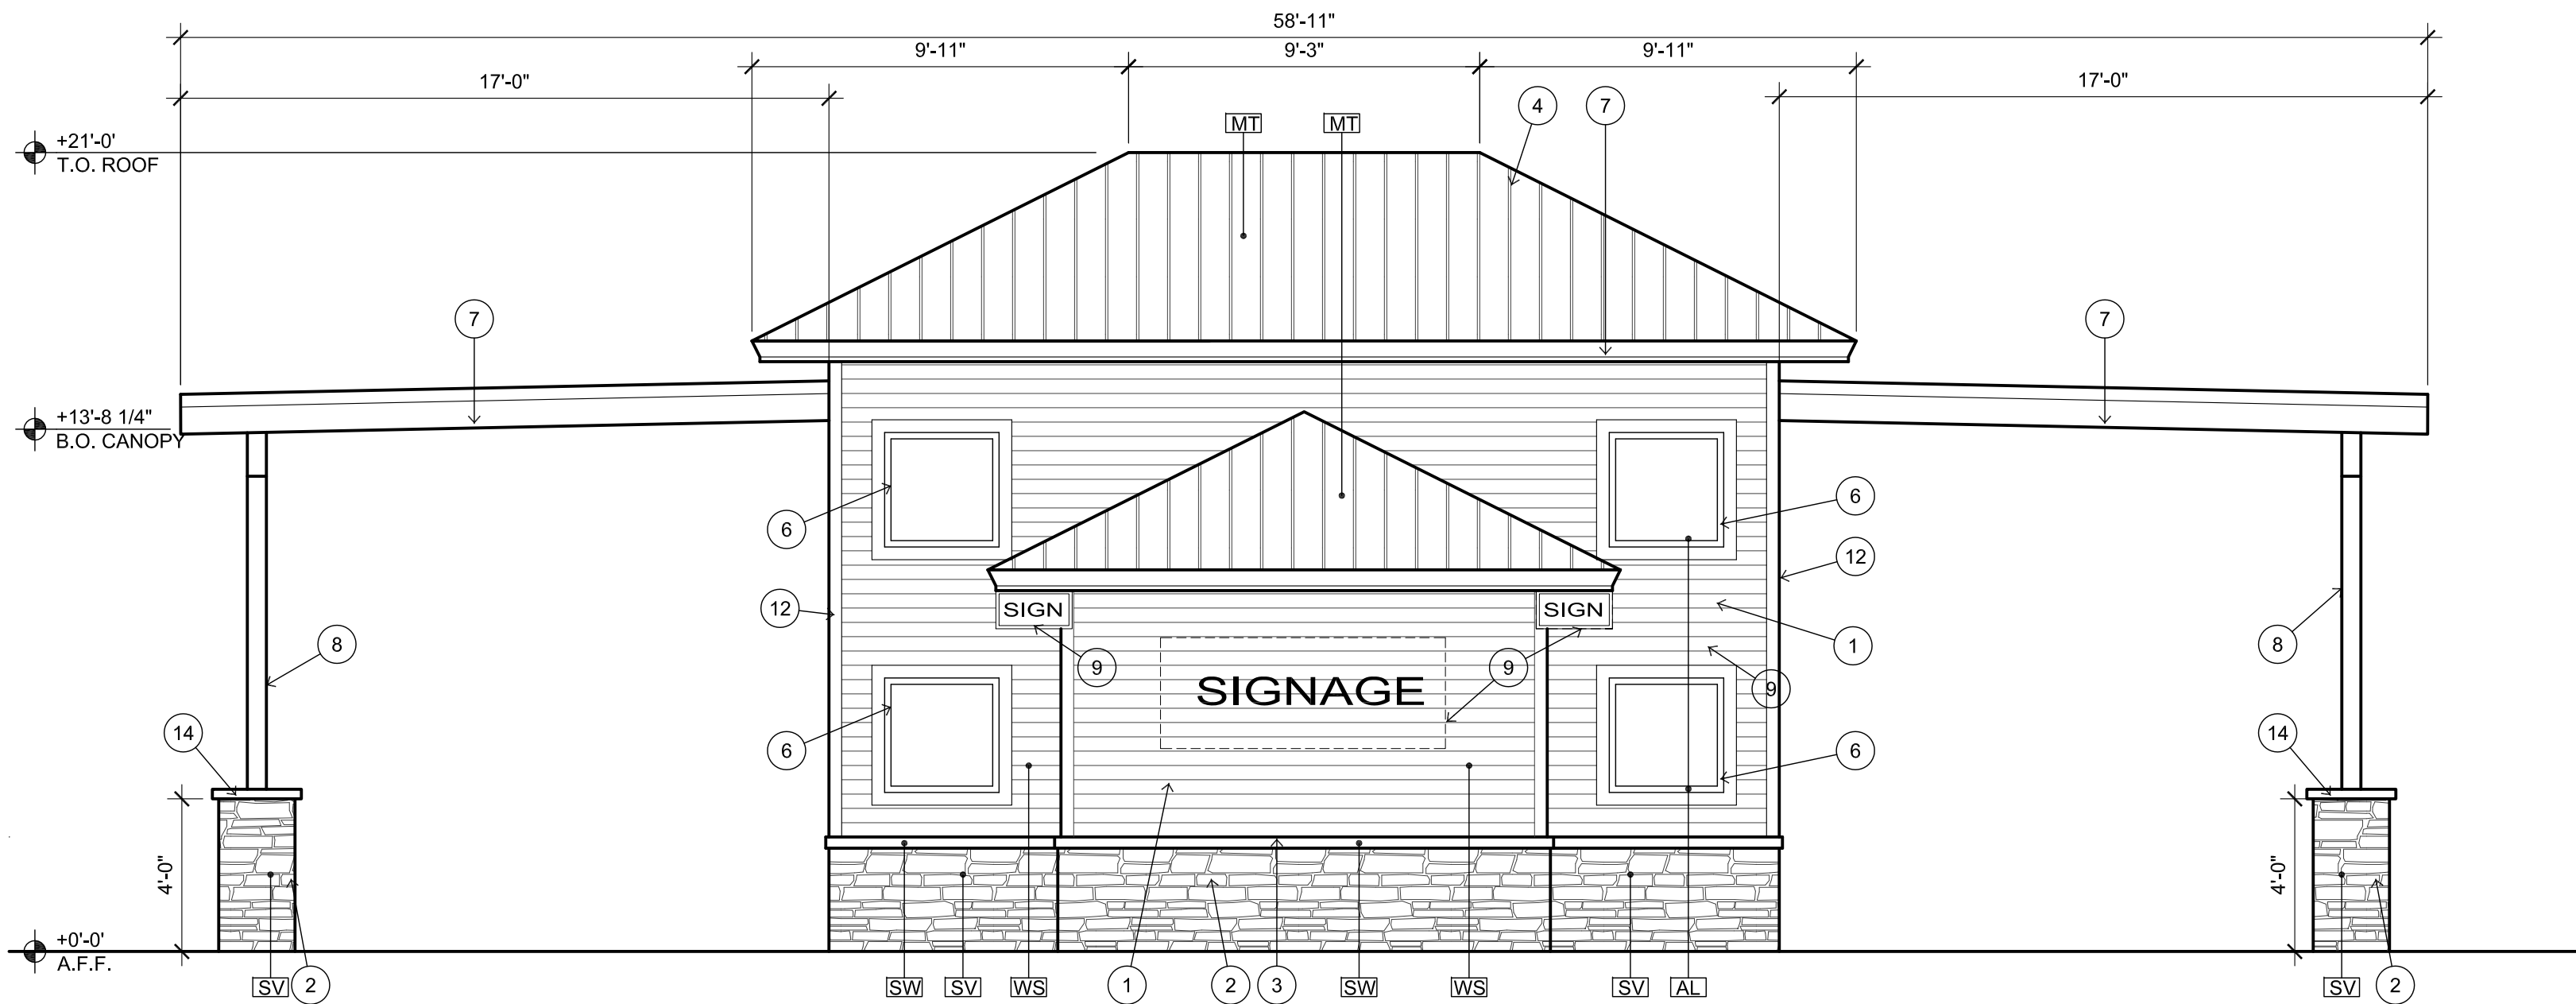 58'-11"
9'-11" 9'-3" 9'-11"
17'-0" 17'-0"
4 7
MT MT
+21'-0'
T.O. ROOF
7 7
+13'-8 1/4"
B.O. CANOPY
6 6
12
12
SIGN SIGN
8 1 8
9 9
9
SIGNAGE
14 14
6 6
4'-0" 4'-0"
+0'-0'
A.F.F.
SV 2 SW SV WS 1 2 3 SW WS SV AL SV 2